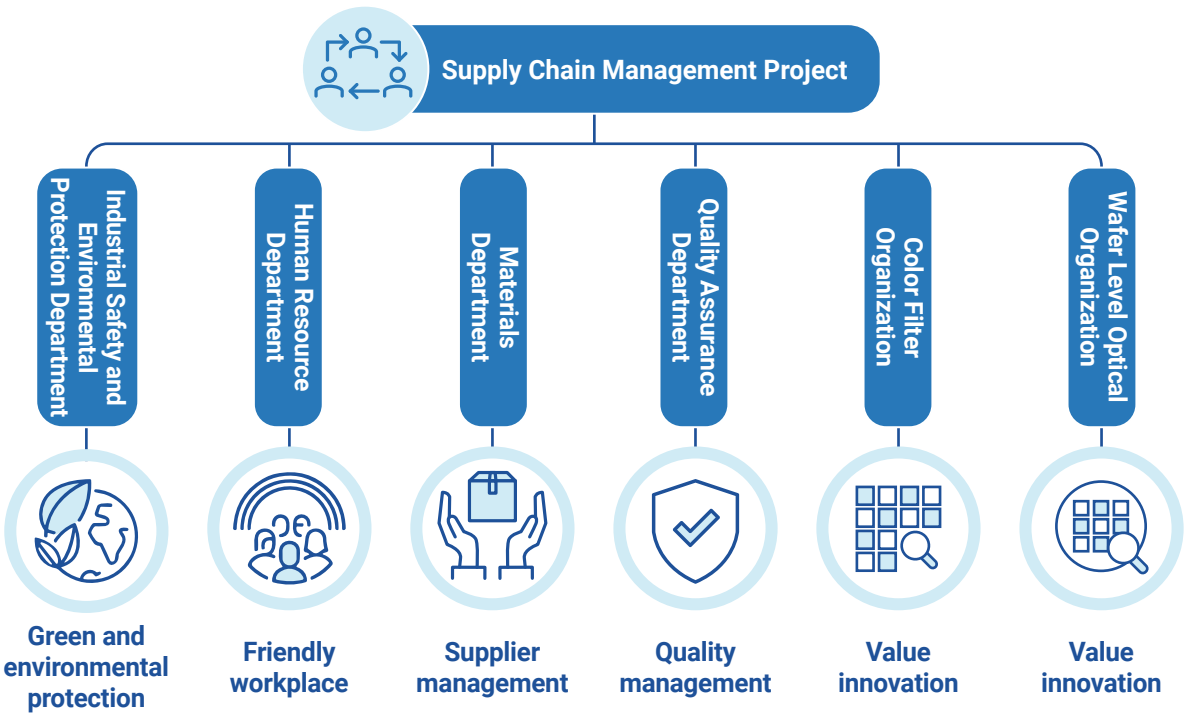 Supply Chain Management Project
Industrial Safety and
Environmental
Protection Department
Human Resource
Department
Materials
Department
Quality Assurance
Department
Color Filter
Organization
Wafer Level Optical
Organization
Green and
environmental
protection
Friendly
workplace
Supplier
management
Quality
management
Value
innovation
Value
innovation